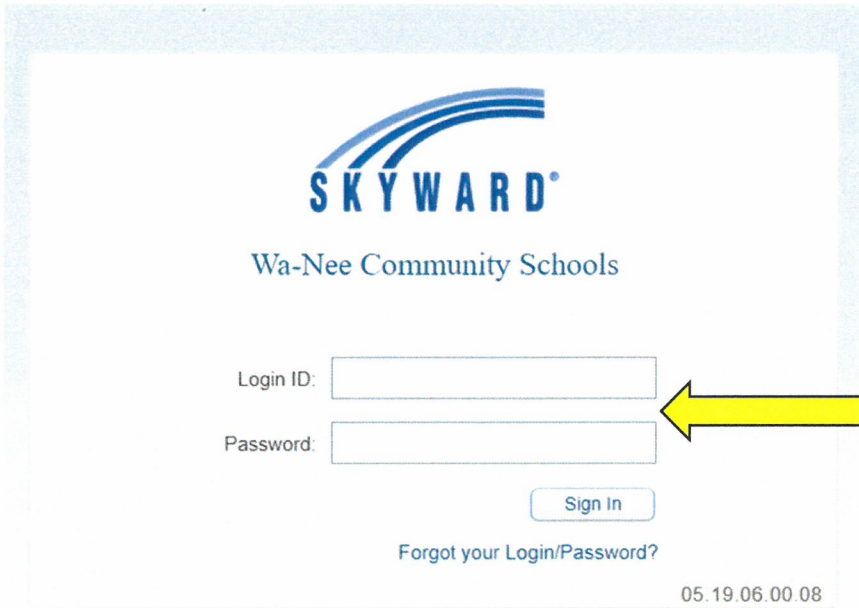 SKYWARD®
Wa-Nee Community Schools
Login ID:
Password:
Sign In
Forgot your Login/Password?
05.19.06.00.08